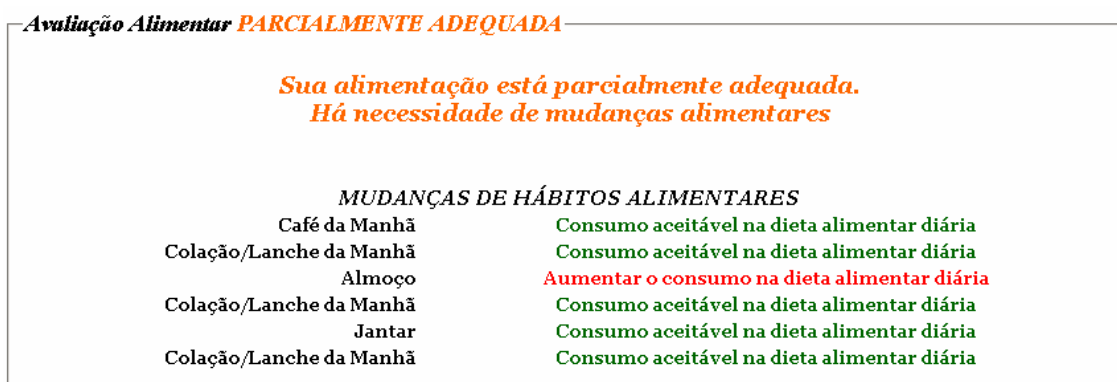 Avaliação Alimentar PARCIALMENTE ADEQUADA
Sua alimentação está parcialmente adequada.
Há necessidade de mudanças alimentares
MUDANÇAS DE HÁBITOS ALIMENTARES
Café da Manhã Consumo aceitável na dieta alimentar diária
Colação/Lanche da Manhã Consumo aceitável na dieta alimentar diária
Almoço Aumentar o consumo na dieta alimentar diária
Colação/Lanche da Manhã Consumo aceitável na dieta alimentar diária
Jantar Consumo aceitável na dieta alimentar diária
Colação/Lanche da Manhã Consumo aceitável na dieta alimentar diária